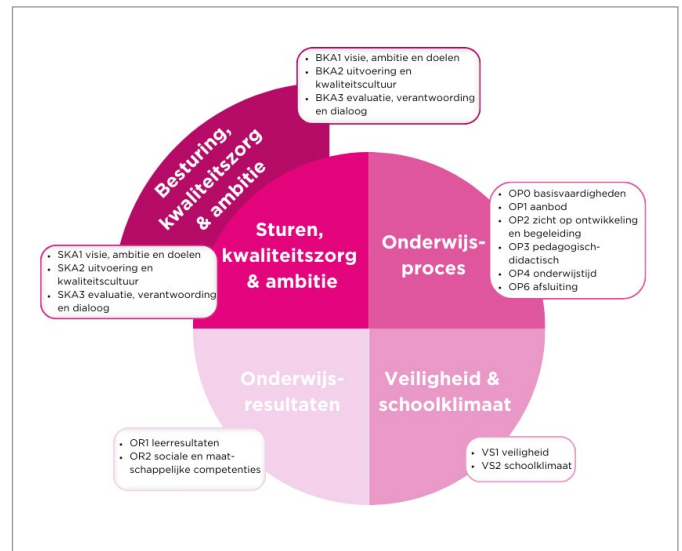 • BKA1 visie, ambitie en doelen
• BKA2 uitvoering en
kwaliteitscultuur
• BKA3 evaluatie, verantwoording
en dialoog
Besturing,
kwaliteitszorg
& ambitie
• SKA1 visie, ambitie en doelen
• SKA2 uitvoering en
kwaliteitscultuur
• SKA3 evaluatie, verantwoording
en dialoog
Sturen,
kwaliteitszorg
& ambitie
Onderwijs-
proces
• OP0 basisvaardigheden
• OP1 aanbod
• OP2 zicht op ontwikkeling
en begeleiding
• OP3 pedagogisch-
didactisch
• OP4 onderwijstijd
• OP6 afsluiting
Onderwijs-
resultaten
Veiligheid &
schoolklimaat
• OR1 leerresultaten
• OR2 sociale en maat-
schappelijke competenties
• VS1 veiligheid
• VS2 schoolklimaat